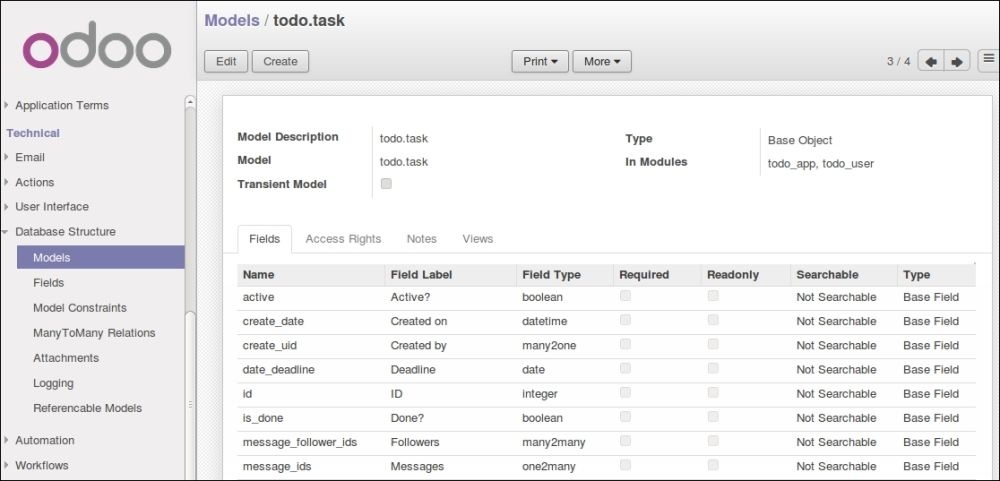 odoo
Application Terms
Technical
Email
Actions
User Interface
Database Structure
Models
Fields
Model Constraints
ManyToMany Relations
Attachments
Logging
Referencable Models
Automation
Workflows
Models / todo.task
Edit Create Print More 3 / 4
Model Description todo.task Type Base Object
Model todo.task In Modules todo_app, todo_user
Transient Model
Fields Access Rights Notes Views
Name Field Label Field Type Required Readonly Searchable Type
active Active? boolean Not Searchable Base Field
create_date Created on datetime Not Searchable Base Field
create_uid Created by many2one Not Searchable Base Field
date_deadline Deadline date Not Searchable Base Field
id ID integer Not Searchable Base Field
is_done Done? boolean Not Searchable Base Field
message_follower_ids Followers many2many Not Searchable Base Field
message_ids Messages one2many Not Searchable Base Field